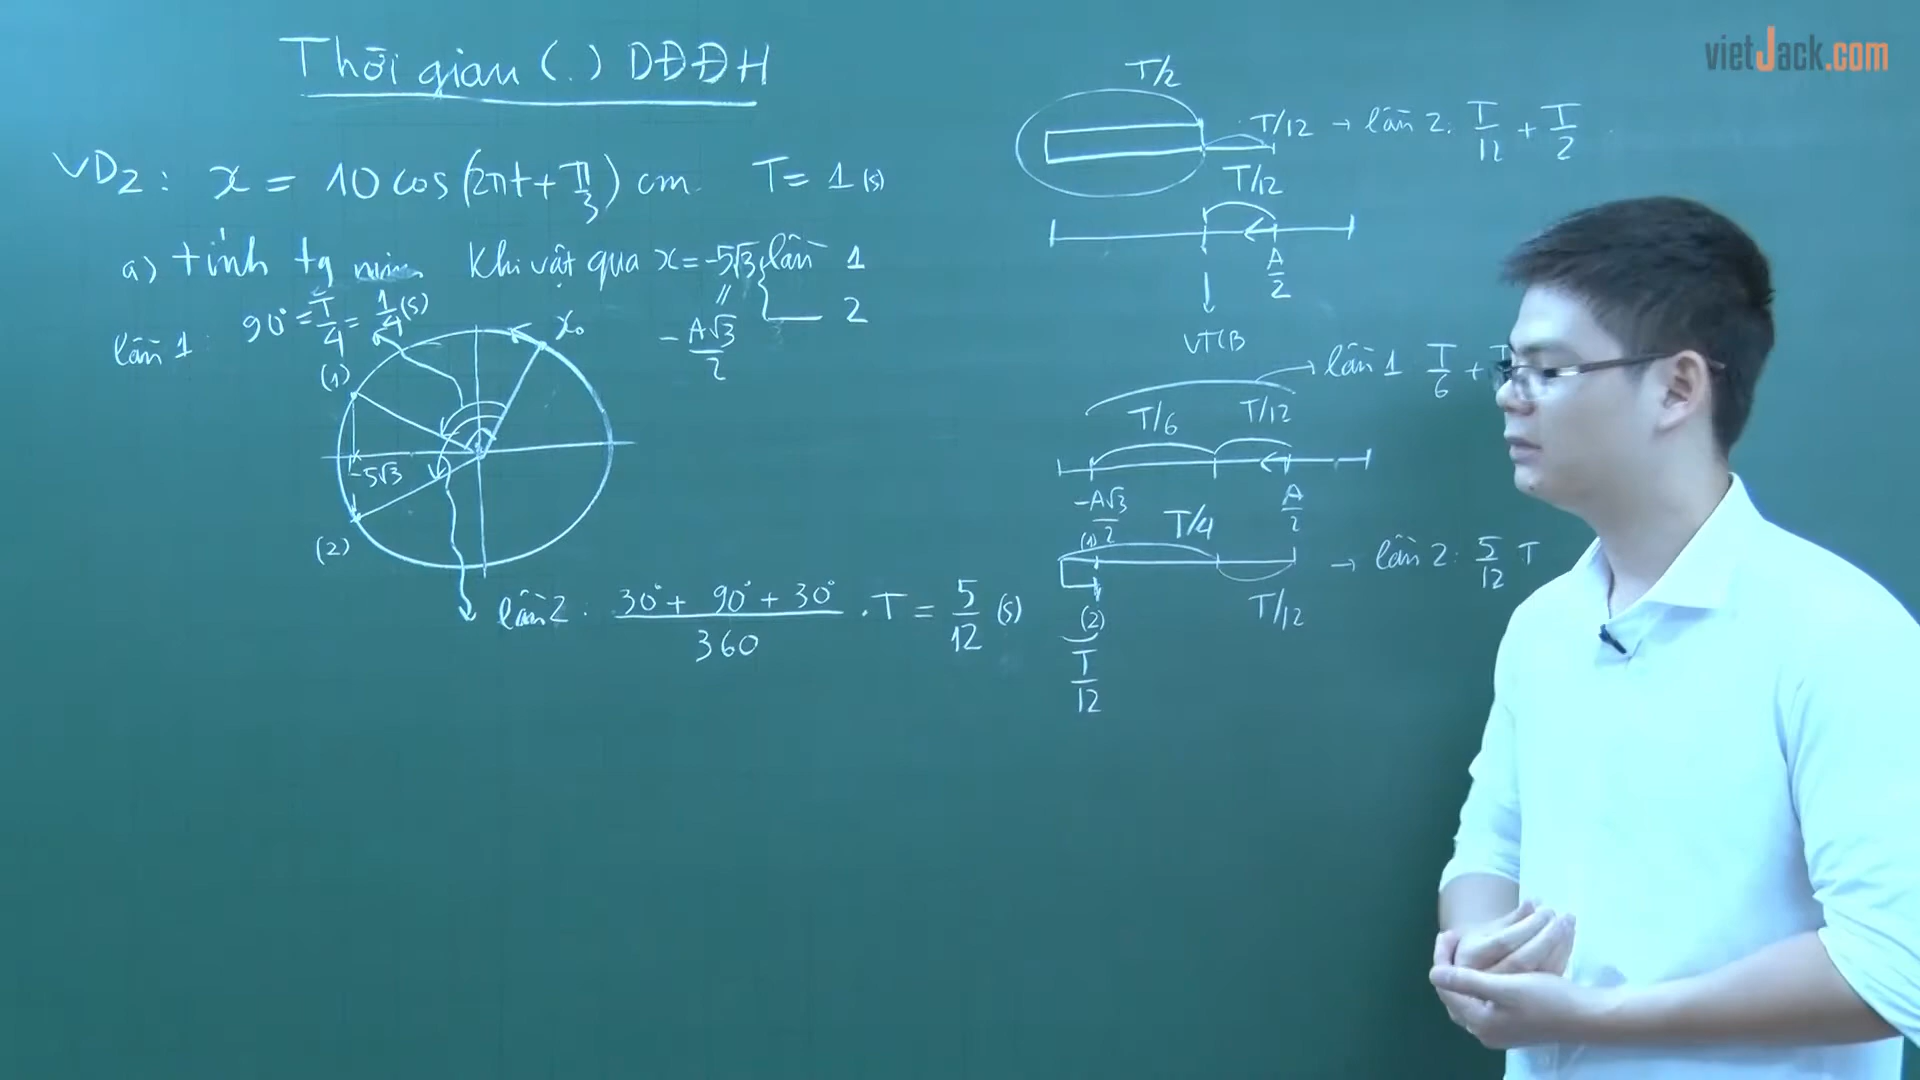 vietJack.com
Thời gian (.) DĐĐH
VD2: x = 10 cos(2πt + π/3) cm. T = 1 (s)
a) tính tg min Khi vật qua x = -5√3 lần 1
2
= -A√3/2
lần 1: 90° = T/4 = 1/4 (s)
x₀
(1)
-5√3
(2)
lần 2: (30° + 90° + 30°)/360 . T = 5/12 (s)
T/2
T/12 → lần 2: T/12 + T/2
T/12
A/2
VTCB
→ lần 1 T/6 +
T/6 T/12
-A√3/2 A/2
(1) T/4 → lần 2: 5/12 T
(2) T/12
T/12